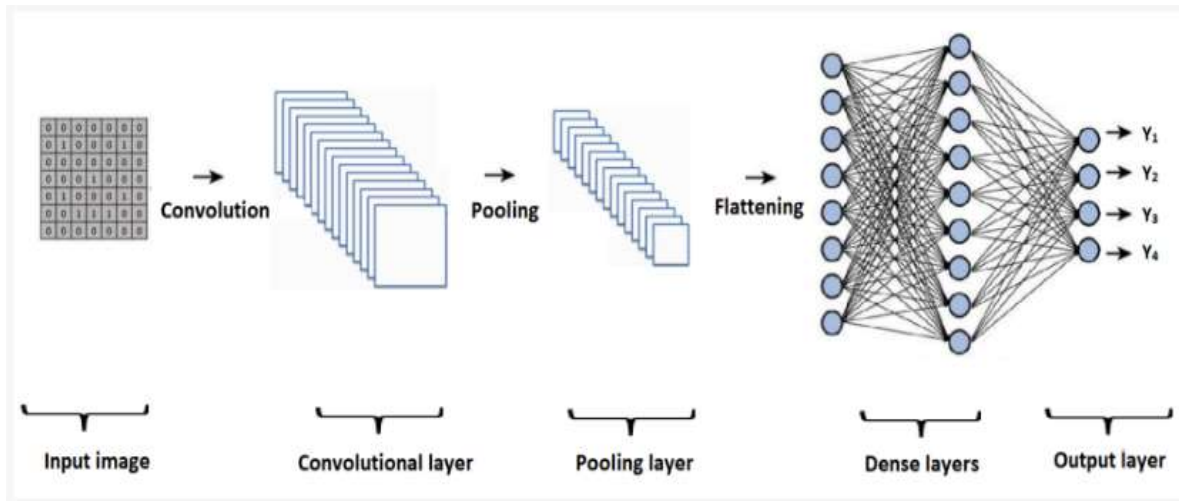 0 0 0 0 0 0 0
0 1 0 0 0 1 0
0 0 0 0 0 0 0
0 0 0 1 0 0 0
0 1 0 0 0 1 0
0 0 1 1 1 0 0
0 0 0 0 0 0 0
Convolution
Pooling
Flattening
Y1
Y2
Y3
Y4
Input image
Convolutional layer
Pooling layer
Dense layers
Output layer